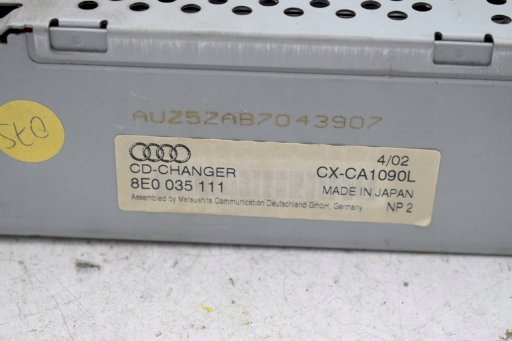 AUZ5ZAB7043907
075
4/02
CD-CHANGER CX-CA1090L
8E0 035 111 MADE IN JAPAN
Assembled by Matsushita Communication Deutschland GmbH, Germany NP 2